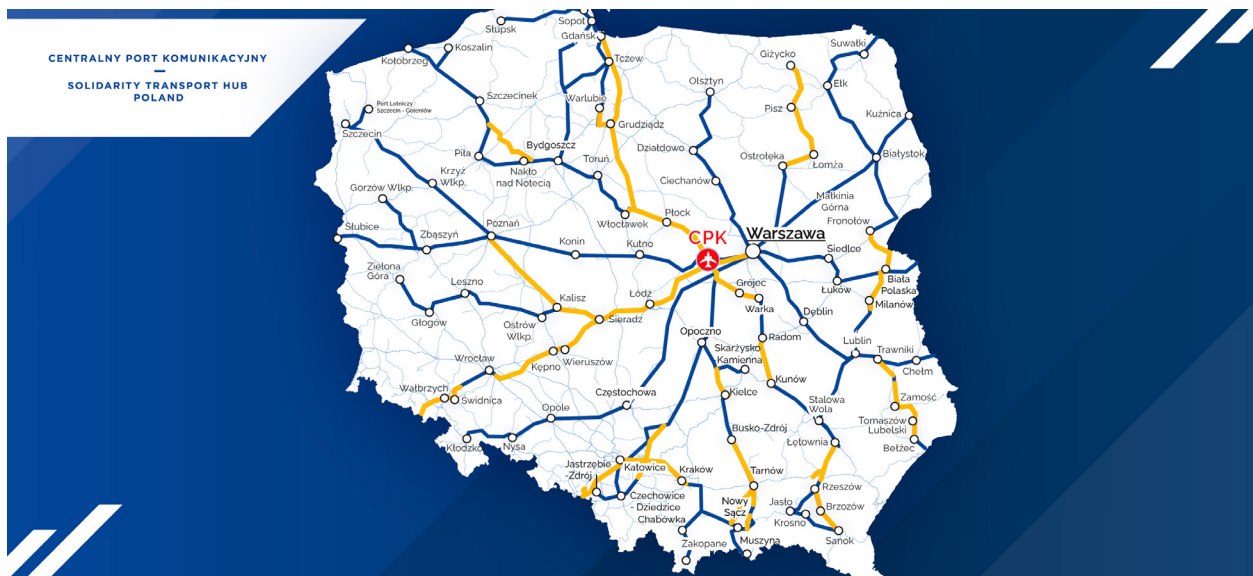 CENTRALNY PORT KOMUNIKACYJNY
SOLIDARITY TRANSPORT HUB
POLAND
Słupsk
Sopot
Gdańsk
Koszalin
Kołobrzeg
Tczew
Giżycko
Suwałki
Port Lotniczy
Szczecin - Goleniów
Szczecinek
Warlubie
Olsztyn
Pisz
Ełk
Kuźnica
Szczecin
Grudziądz
Piła
Bydgoszcz
Działdowo
Ostrołęka
Łomża
Białystok
Krzyż
Wlkp.
Nakło
nad Notecią
Toruń
Ciechanów
Gorzów Wlkp.
Małkinia
Górna
Fronołów
Słubice
Zbąszyń
Poznań
Włocławek
Płock
Konin
Kutno
CPK
Warszawa
Siedlce
Zielona
Góra
Leszno
Łódź
Grójec
Łuków
Biała
Polaska
Milanów
Głogów
Kalisz
Ostrów
Wlkp.
Sieradz
Warka
Dęblin
Opoczno
Radom
Lublin
Trawniki
Chełm
Wrocław
Kępno
Wieruszów
Skarżysko
Kamienna
Wałbrzych
Świdnica
Częstochowa
Kielce
Kunów
Stalowa
Wola
Zamość
Opole
Tomaszów
Lubelski
Bełżec
Kłodzko
Nysa
Busko-Zdrój
Łętownia
Jastrzębie
-Zdrój
Katowice
Kraków
Tarnów
Rzeszów
Czechowice
- Dziedzice
Chabówka
Nowy
Sącz
Jasło
Krosno
Brzozów
Zakopane
Muszyna
Sanok